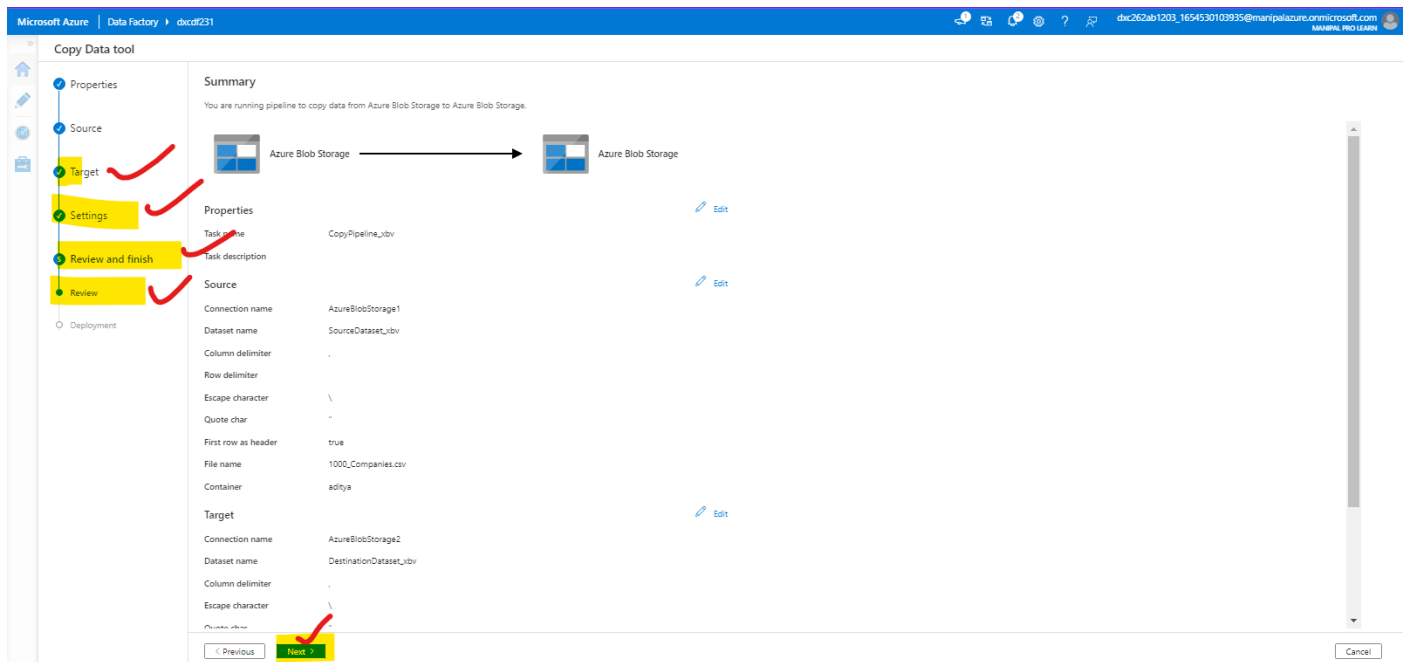 Microsoft Azure | Data Factory ▸ dxcdf231
dxc262ab1203_1654530103935@manipalazure.onmicrosoft.com
MANIPAL PRO LEARN
Copy Data tool
Properties
Source
Target
Settings
5 Review and finish
Review
Deployment
Summary
You are running pipeline to copy data from Azure Blob Storage to Azure Blob Storage.
Azure Blob Storage
Azure Blob Storage
Properties Edit
Task name CopyPipeline_xbv
Task description
Source Edit
Connection name AzureBlobStorage1
Dataset name SourceDataset_xbv
Column delimiter ,
Row delimiter
Escape character \
Quote char "
First row as header true
File name 1000_Companies.csv
Container aditya
Target Edit
Connection name AzureBlobStorage2
Dataset name DestinationDataset_xbv
Column delimiter ,
Escape character \
Quote char "
< Previous Next > Cancel